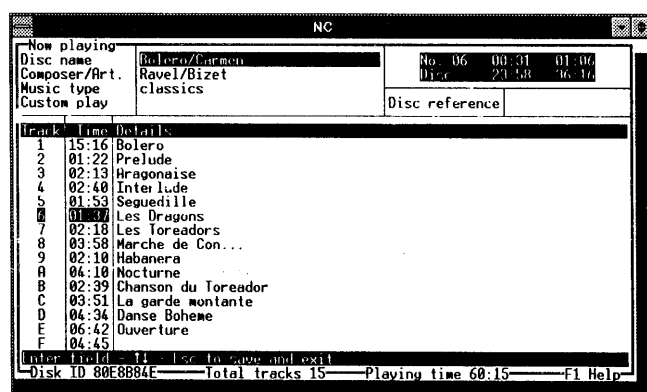 NC
Now playing
Disc name Bolero/Carmen No. 06 00:31 01:06
Composer/Art. Ravel/Bizet Disc 23:58 36:16
Music type classics
Custom play Disc reference
Track Time Details
1 15:16 Bolero
2 01:22 Prelude
3 02:13 Aragonaise
4 02:40 Interlude
5 01:53 Seguedille
6 01:37 Les Dragons
7 02:18 Les Toreadors
8 03:58 Marche de Con...
9 02:10 Habanera
A 04:10 Nocturne
B 02:39 Chanson du Toreador
C 03:51 La garde montante
D 04:34 Danse Boheme
E 06:42 Ouverture
F 04:45
Enter field - ↑↓ - Esc to save and exit
Disk ID 80E8B84E Total tracks 15 Playing time 60:15 F1 Help